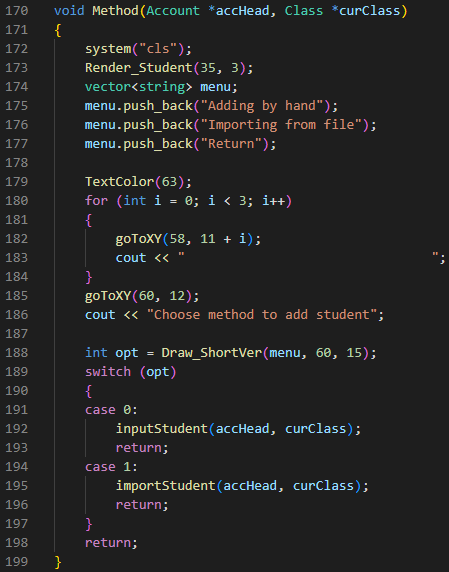 170 void Method(Account *accHead, Class *curClass)
171 {
172     system("cls");
173     Render_Student(35, 3);
174     vector<string> menu;
175     menu.push_back("Adding by hand");
176     menu.push_back("Importing from file");
177     menu.push_back("Return");
178
179     TextColor(63);
180     for (int i = 0; i < 3; i++)
181     {
182         goToXY(58, 11 + i);
183         cout << "                                 ";
184     }
185     goToXY(60, 12);
186     cout << "Choose method to add student";
187
188     int opt = Draw_ShortVer(menu, 60, 15);
189     switch (opt)
190     {
191     case 0:
192         inputStudent(accHead, curClass);
193         return;
194     case 1:
195         importStudent(accHead, curClass);
196         return;
197     }
198     return;
199 }